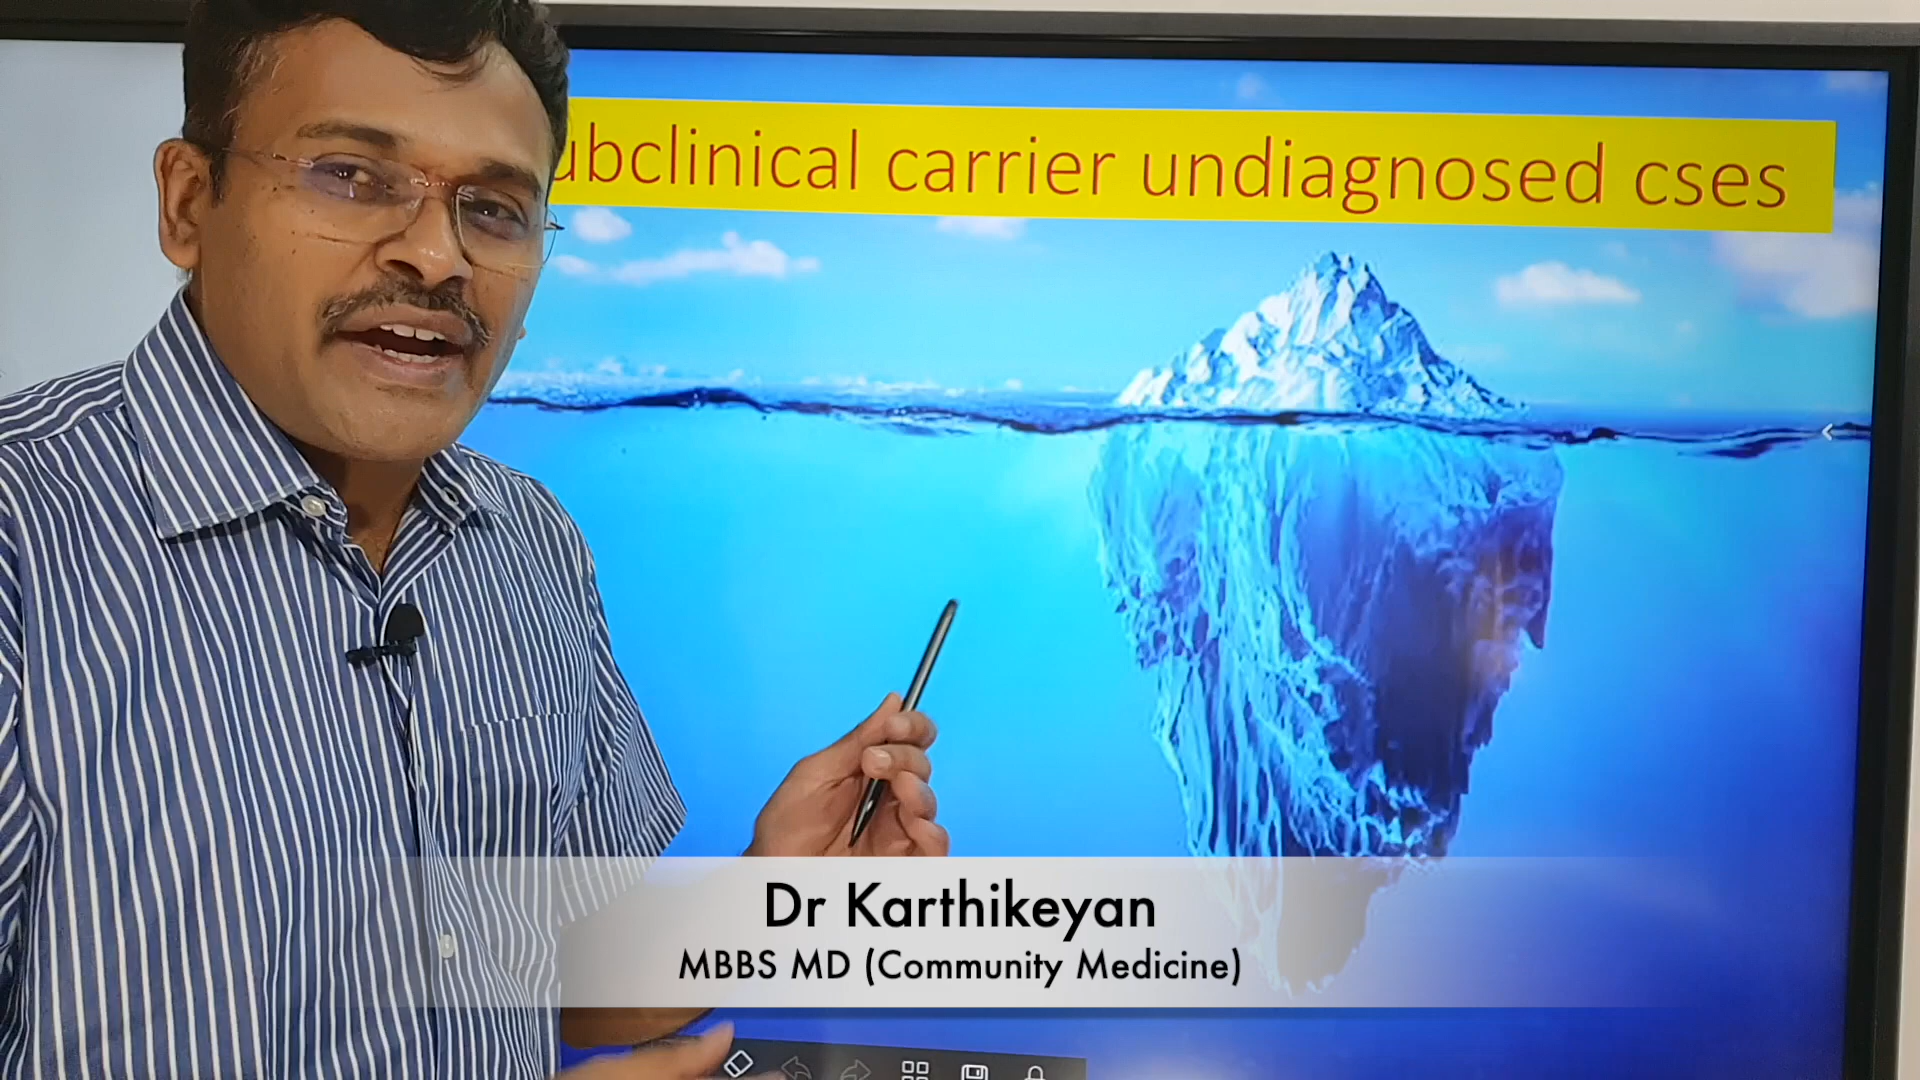 ubclinical carrier undiagnosed cses
Dr Karthikeyan
MBBS MD (Community Medicine)